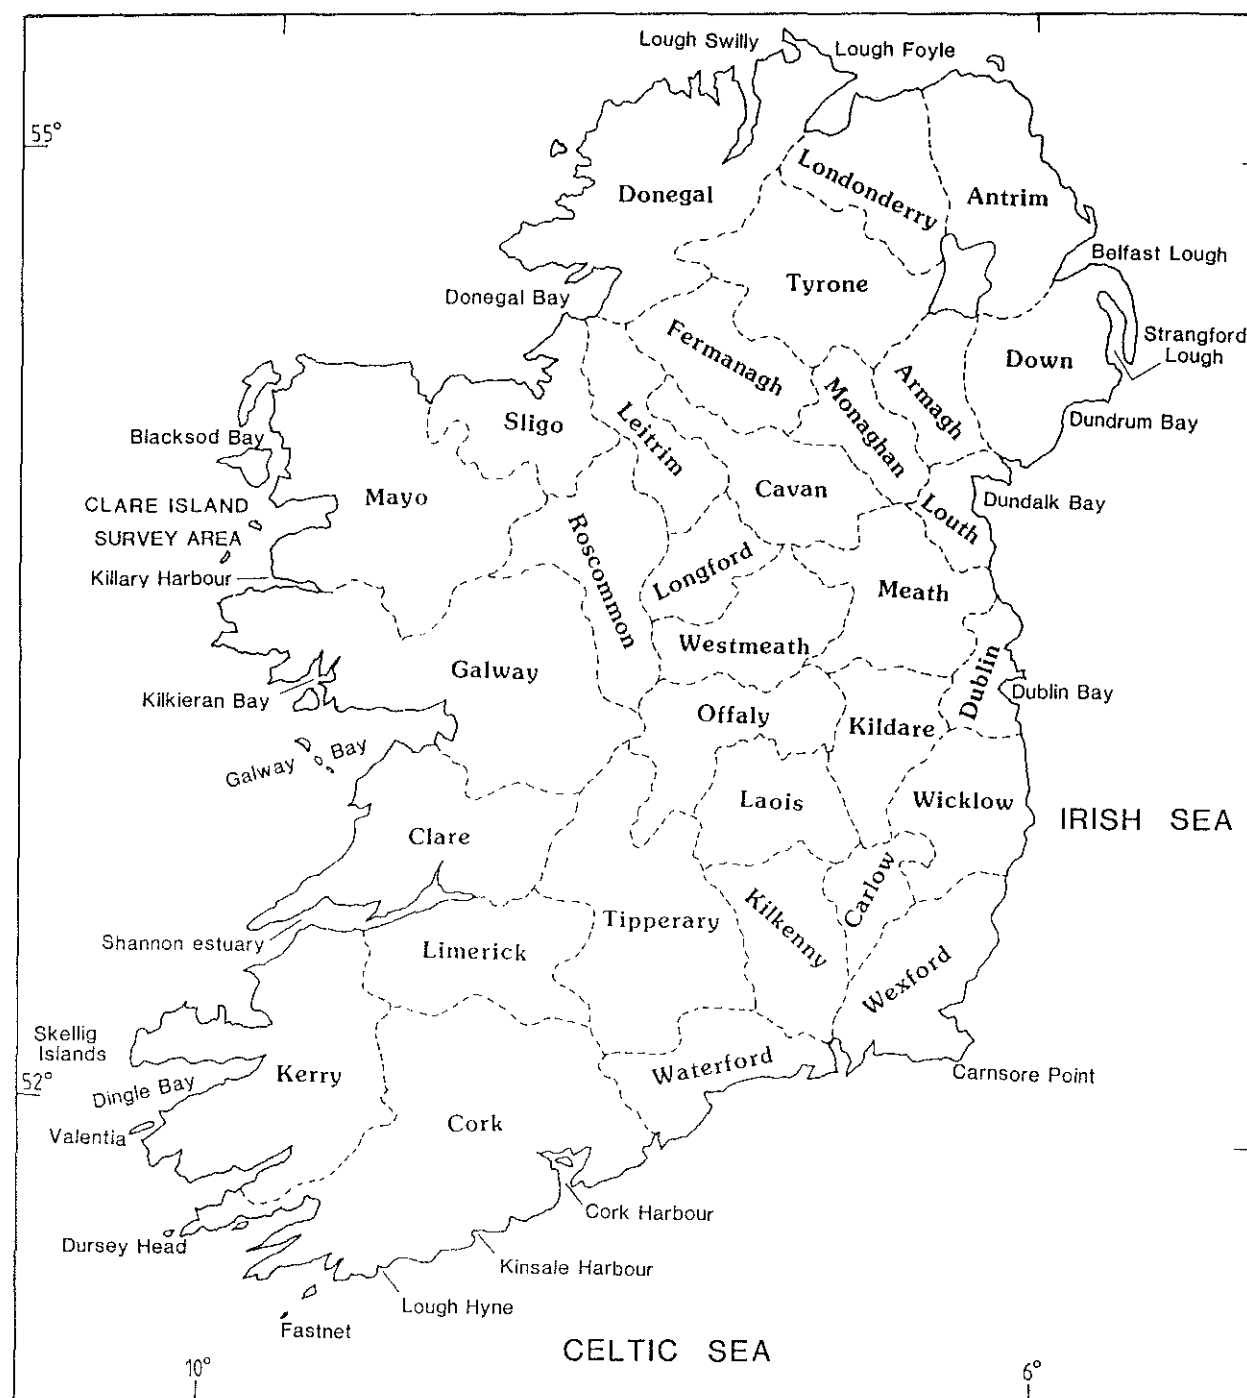 Lough Swilly
Lough Foyle
55°
Londonderry
Donegal
Antrim
Belfast Lough
Tyrone
Donegal Bay
Strangford
Lough
Fermanagh
Down
Armagh
Monaghan
Sligo
Leitrim
Dundrum Bay
Blacksod Bay
Cavan
Mayo
CLARE ISLAND
SURVEY AREA
Dundalk Bay
Louth
Roscommon
Longford
Killary Harbour
Meath
Westmeath
Galway
Dublin
Kilkieran Bay
Dublin Bay
Offaly
Kildare
Galway Bay
Laois
Wicklow
IRISH SEA
Clare
Carlow
Kilkenny
Tipperary
Shannon estuary
Limerick
Wexford
Skellig
Islands
Waterford
Kerry
Carnsore Point
52°
Dingle Bay
Valentia
Cork
Cork Harbour
Dursey Head
Kinsale Harbour
Lough Hyne
Fastnet
CELTIC SEA
10°
6°